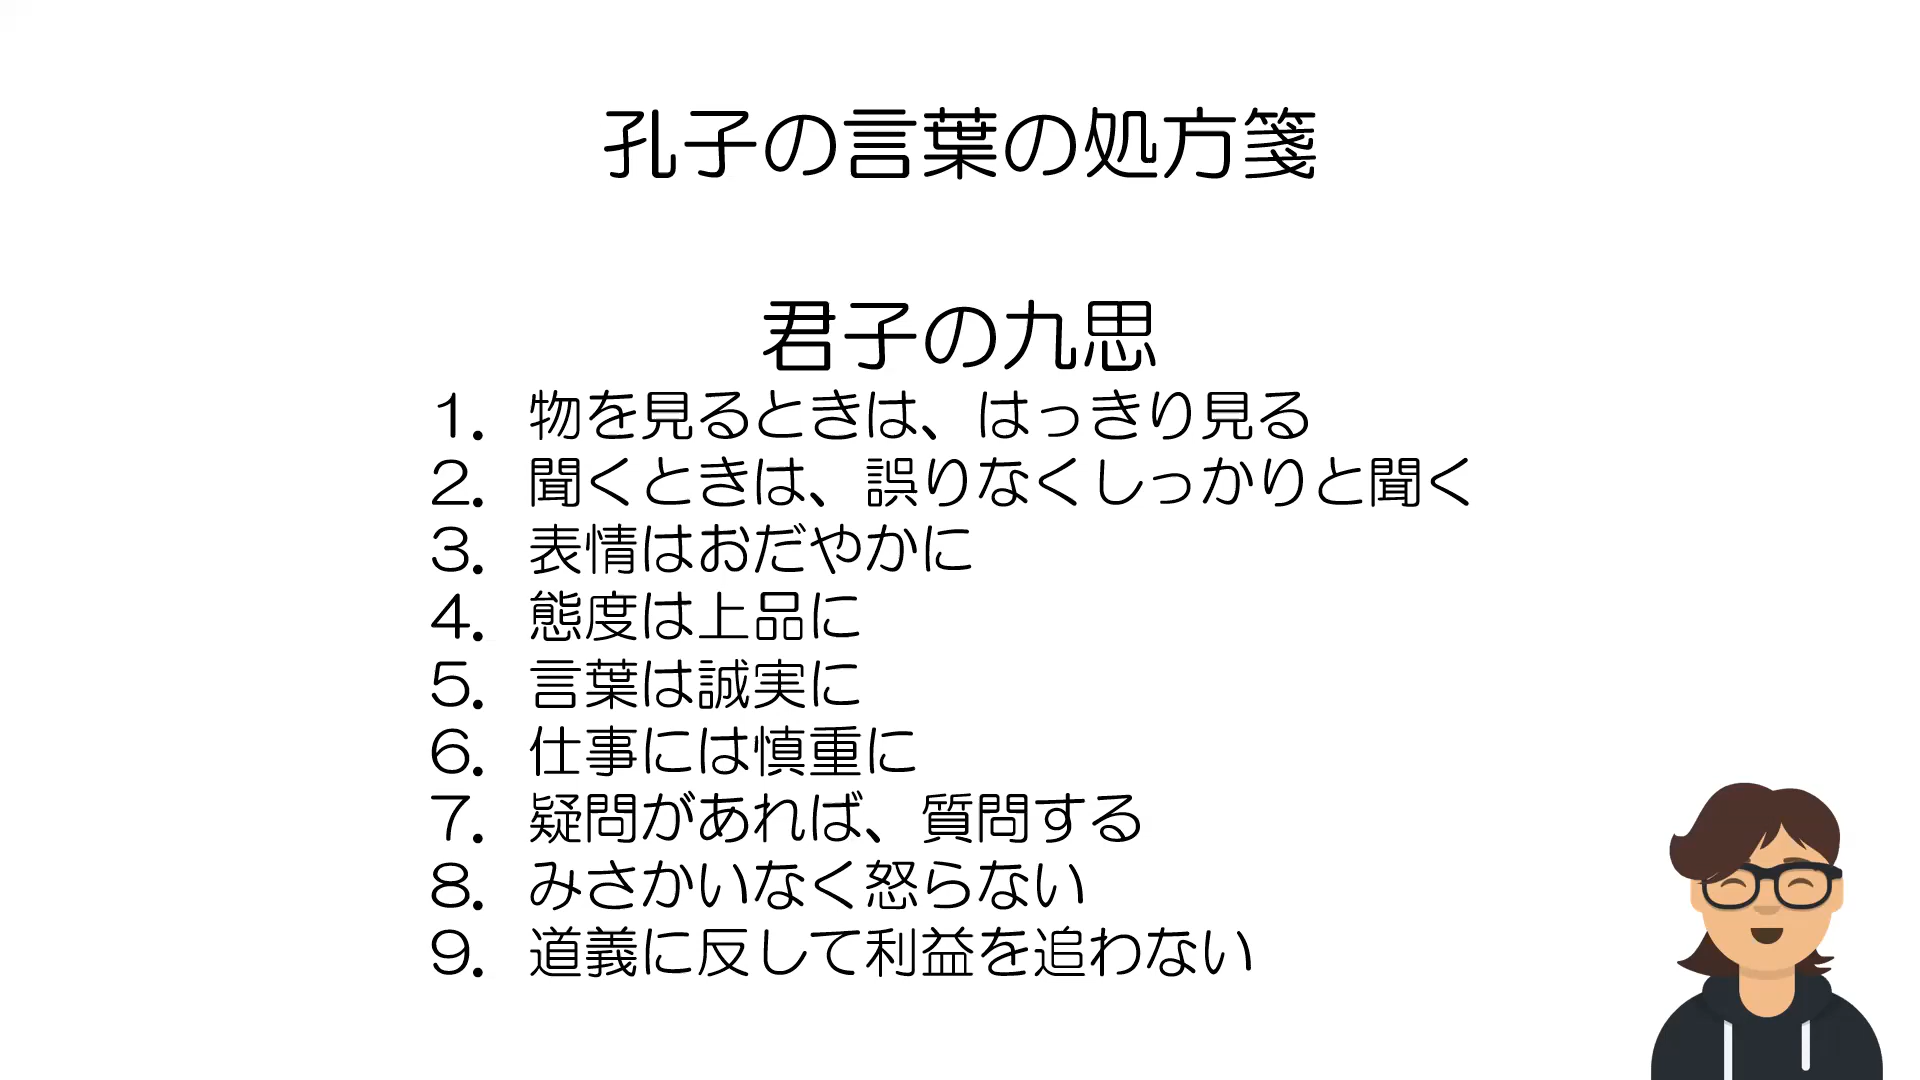 孔子の言葉の処方箋
君子の九思
1. 物を見るときは、はっきり見る
2. 聞くときは、誤りなくしっかりと聞く
3. 表情はおだやかに
4. 態度は上品に
5. 言葉は誠実に
6. 仕事には慎重に
7. 疑問があれば、質問する
8. みさかいなく怒らない
9. 道義に反して利益を追わない